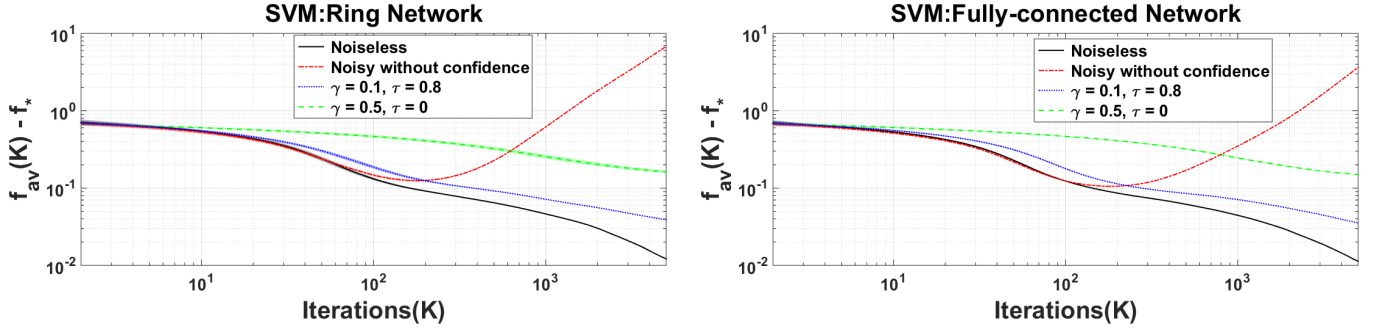 SVM:Ring Network
f_av(K) - f_*
10^1
10^0
10^-1
10^-2
Noiseless
Noisy without confidence
γ = 0.1, τ = 0.8
γ = 0.5, τ = 0
10^1
10^2
10^3
Iterations(K)
SVM:Fully-connected Network
f_av(K) - f_*
10^1
10^0
10^-1
10^-2
Noiseless
Noisy without confidence
γ = 0.1, τ = 0.8
γ = 0.5, τ = 0
10^1
10^2
10^3
Iterations(K)